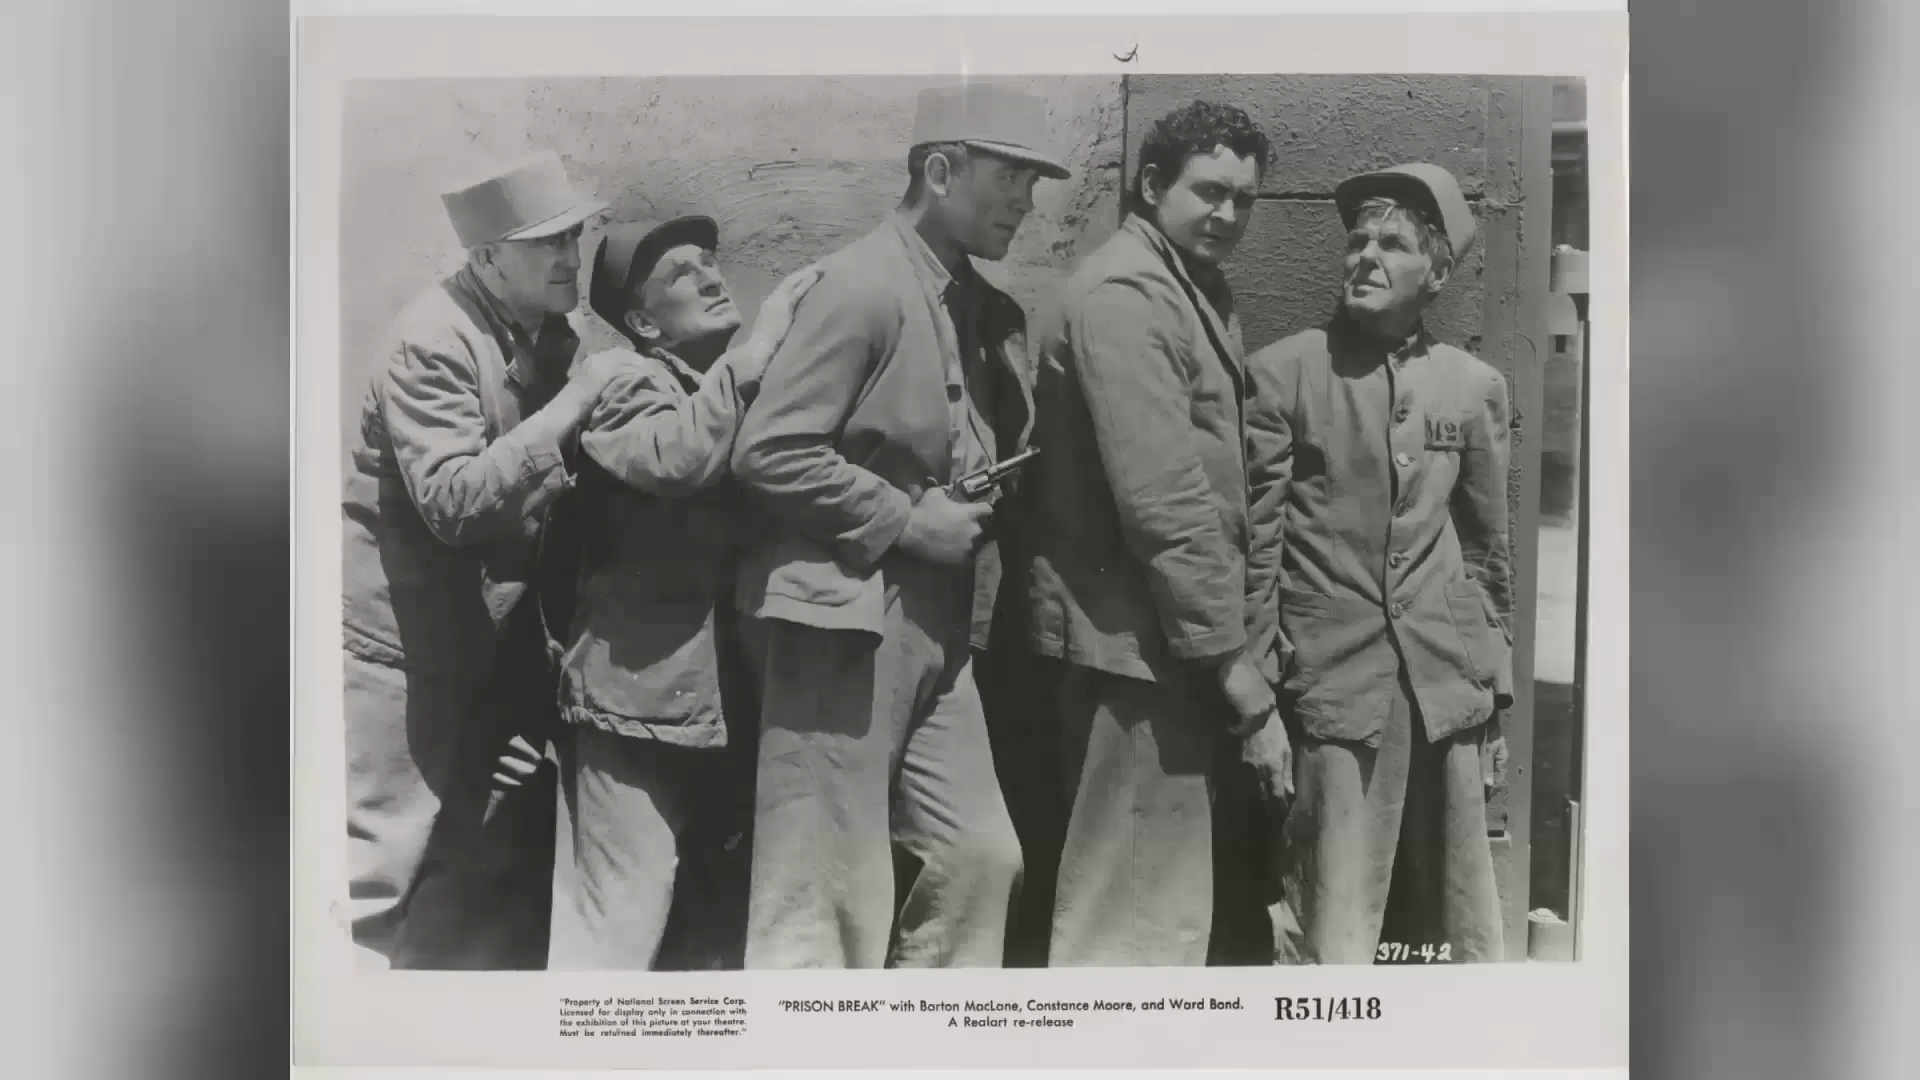 M21
371-42
"Property of National Screen Service Corp.
Licensed for display only in connection with
the exhibition of this picture at your theatre.
Must be returned immediately thereafter."
"PRISON BREAK" with Barton MacLane, Constance Moore, and Ward Bond.
A Realart re-release
R51/418